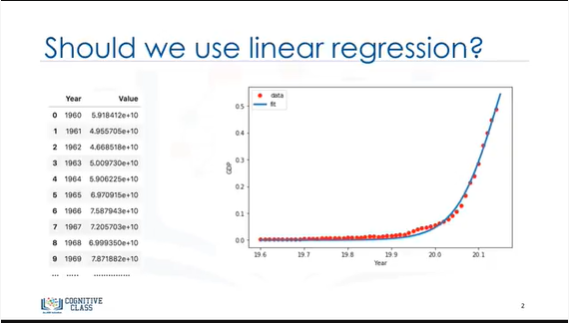 Should we use linear regression?
Year Value
0 1960 5.918412e+10
1 1961 4.955705e+10
2 1962 4.668518e+10
3 1963 5.009730e+10
4 1964 5.906225e+10
5 1965 6.970915e+10
6 1966 7.587943e+10
7 1967 7.205703e+10
8 1968 6.999350e+10
9 1969 7.871882e+10
... ..... ...............
data
fit
GDP
0.5
0.4
0.3
0.2
0.1
0.0
19.6 19.7 19.8 19.9 20.0 20.1
Year
COGNITIVE
CLASS
2